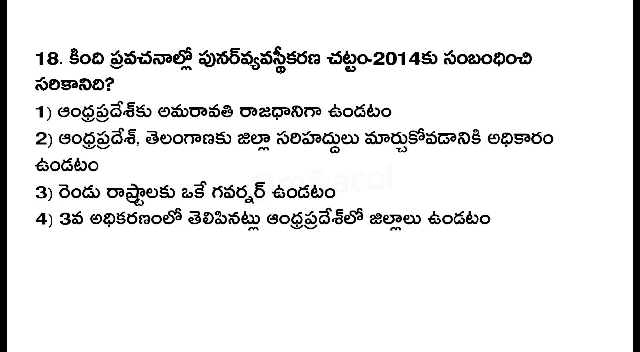 18. కింది ప్రవచనాల్లో పునర్‌వ్యవస్థీకరణ చట్టం-2014కు సంబంధించి
సరికానిది?
1) ఆంధ్రప్రదేశ్‌కు అమరావతి రాజధానిగా ఉండటం
2) ఆంధ్రప్రదేశ్, తెలంగాణకు జిల్లా సరిహద్దులు మార్చుకోవడానికి అధికారం
ఉండటం
3) రెండు రాష్ట్రాలకు ఒకే గవర్నర్ ఉండటం
4) 3వ అధికరణంలో తెలిపినట్లు ఆంధ్రప్రదేశ్‌లో జిల్లాలు ఉండటం